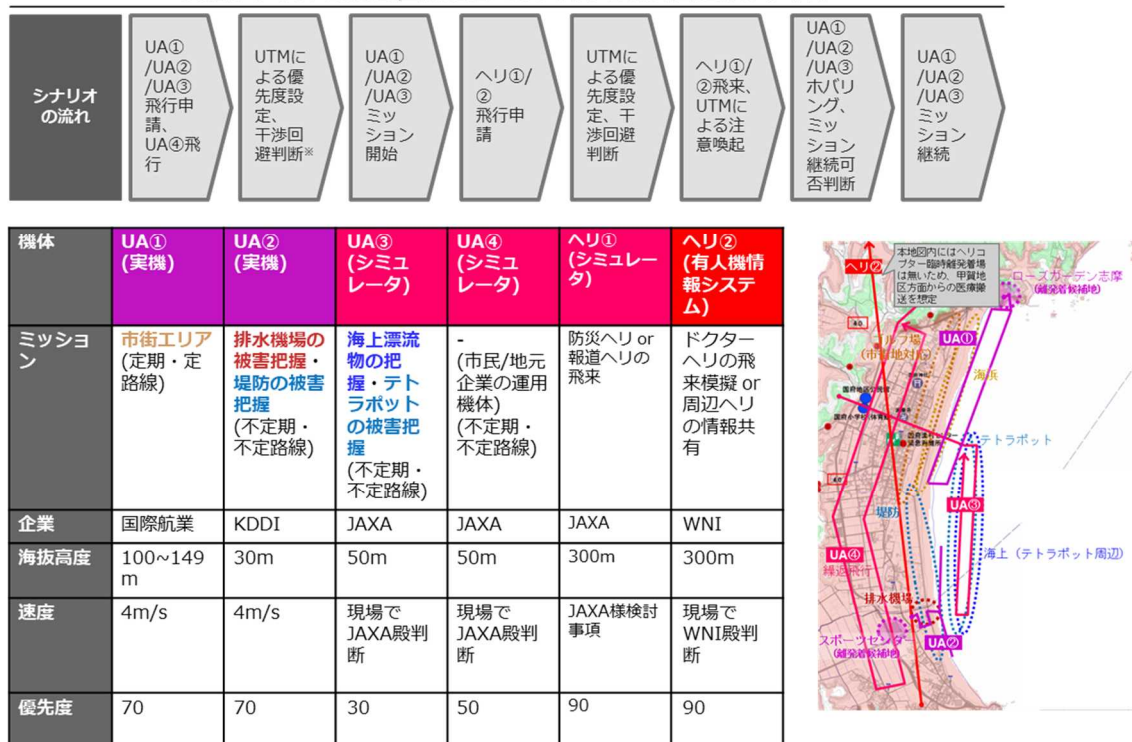 シナリオ
の流れ
UA①
/UA②
/UA③
飛行申
請、
UA④飛
行
UTMに
よる優
先度設
定、
干渉回
避判断※
UA①
/UA②
/UA③
ミッ
ション
開始
ヘリ①/
②
飛行申
請
UTMに
よる優
先度設
定、干
渉回避
判断
ヘリ①/
②飛来、
UTMに
よる注
意喚起
UA①
/UA②
/UA③
ホバリ
ング、
ミッ
ション
継続可
否判断
UA①
/UA②
/UA③
ミッ
ション
継続
機体
UA①
(実機)
UA②
(実機)
UA③
(シミュ
レータ)
UA④
(シミュ
レータ)
ヘリ①
(シミュレー
タ)
ヘリ②
(有人機情
報システ
ム)
ミッショ
ン
市街エリア
(定期・定
路線)
排水機場の
被害把握・
堤防の被害
把握
(不定期・
不定路線)
海上漂流
物の把
握・テト
ラポット
の被害把
握
(不定期・
不定路線)
-
(市民/地元
企業の運用
機体)
(不定期・
不定路線)
防災ヘリ or
報道ヘリの
飛来
ドクター
ヘリの飛
来模擬 or
周辺ヘリ
の情報共
有
企業
国際航業
KDDI
JAXA
JAXA
JAXA
WNI
海抜高度
100~149
m
30m
50m
50m
300m
300m
速度
4m/s
4m/s
現場で
JAXA殿判
断
現場で
JAXA殿判
断
JAXA様検討
事項
現場で
WNI殿判
断
優先度
70
70
30
50
90
90
ヘリ②
本地図内にはヘリコ
プター臨時離発着場
は無いため、甲賀地
区方面からの医療搬
送を想定
ローズガーデン志摩
(離発着候補地)
ゴルフ場
UA①
海浜
テトラポット
UA③
堤防
UA④
繰返飛行
海上（テトラポット周辺）
排水機場
スポーツセンター
(離発着候補地)
UA②